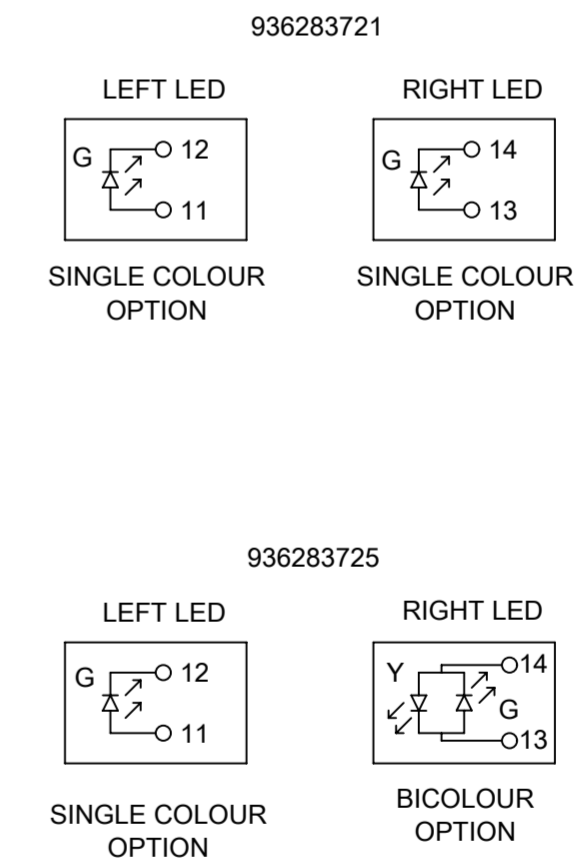 936283721
LEFT LED
RIGHT LED
G
12
11
G
14
13
SINGLE COLOUR
OPTION
SINGLE COLOUR
OPTION
936283725
LEFT LED
RIGHT LED
G
12
11
Y
14
G
13
SINGLE COLOUR
OPTION
BICOLOUR
OPTION